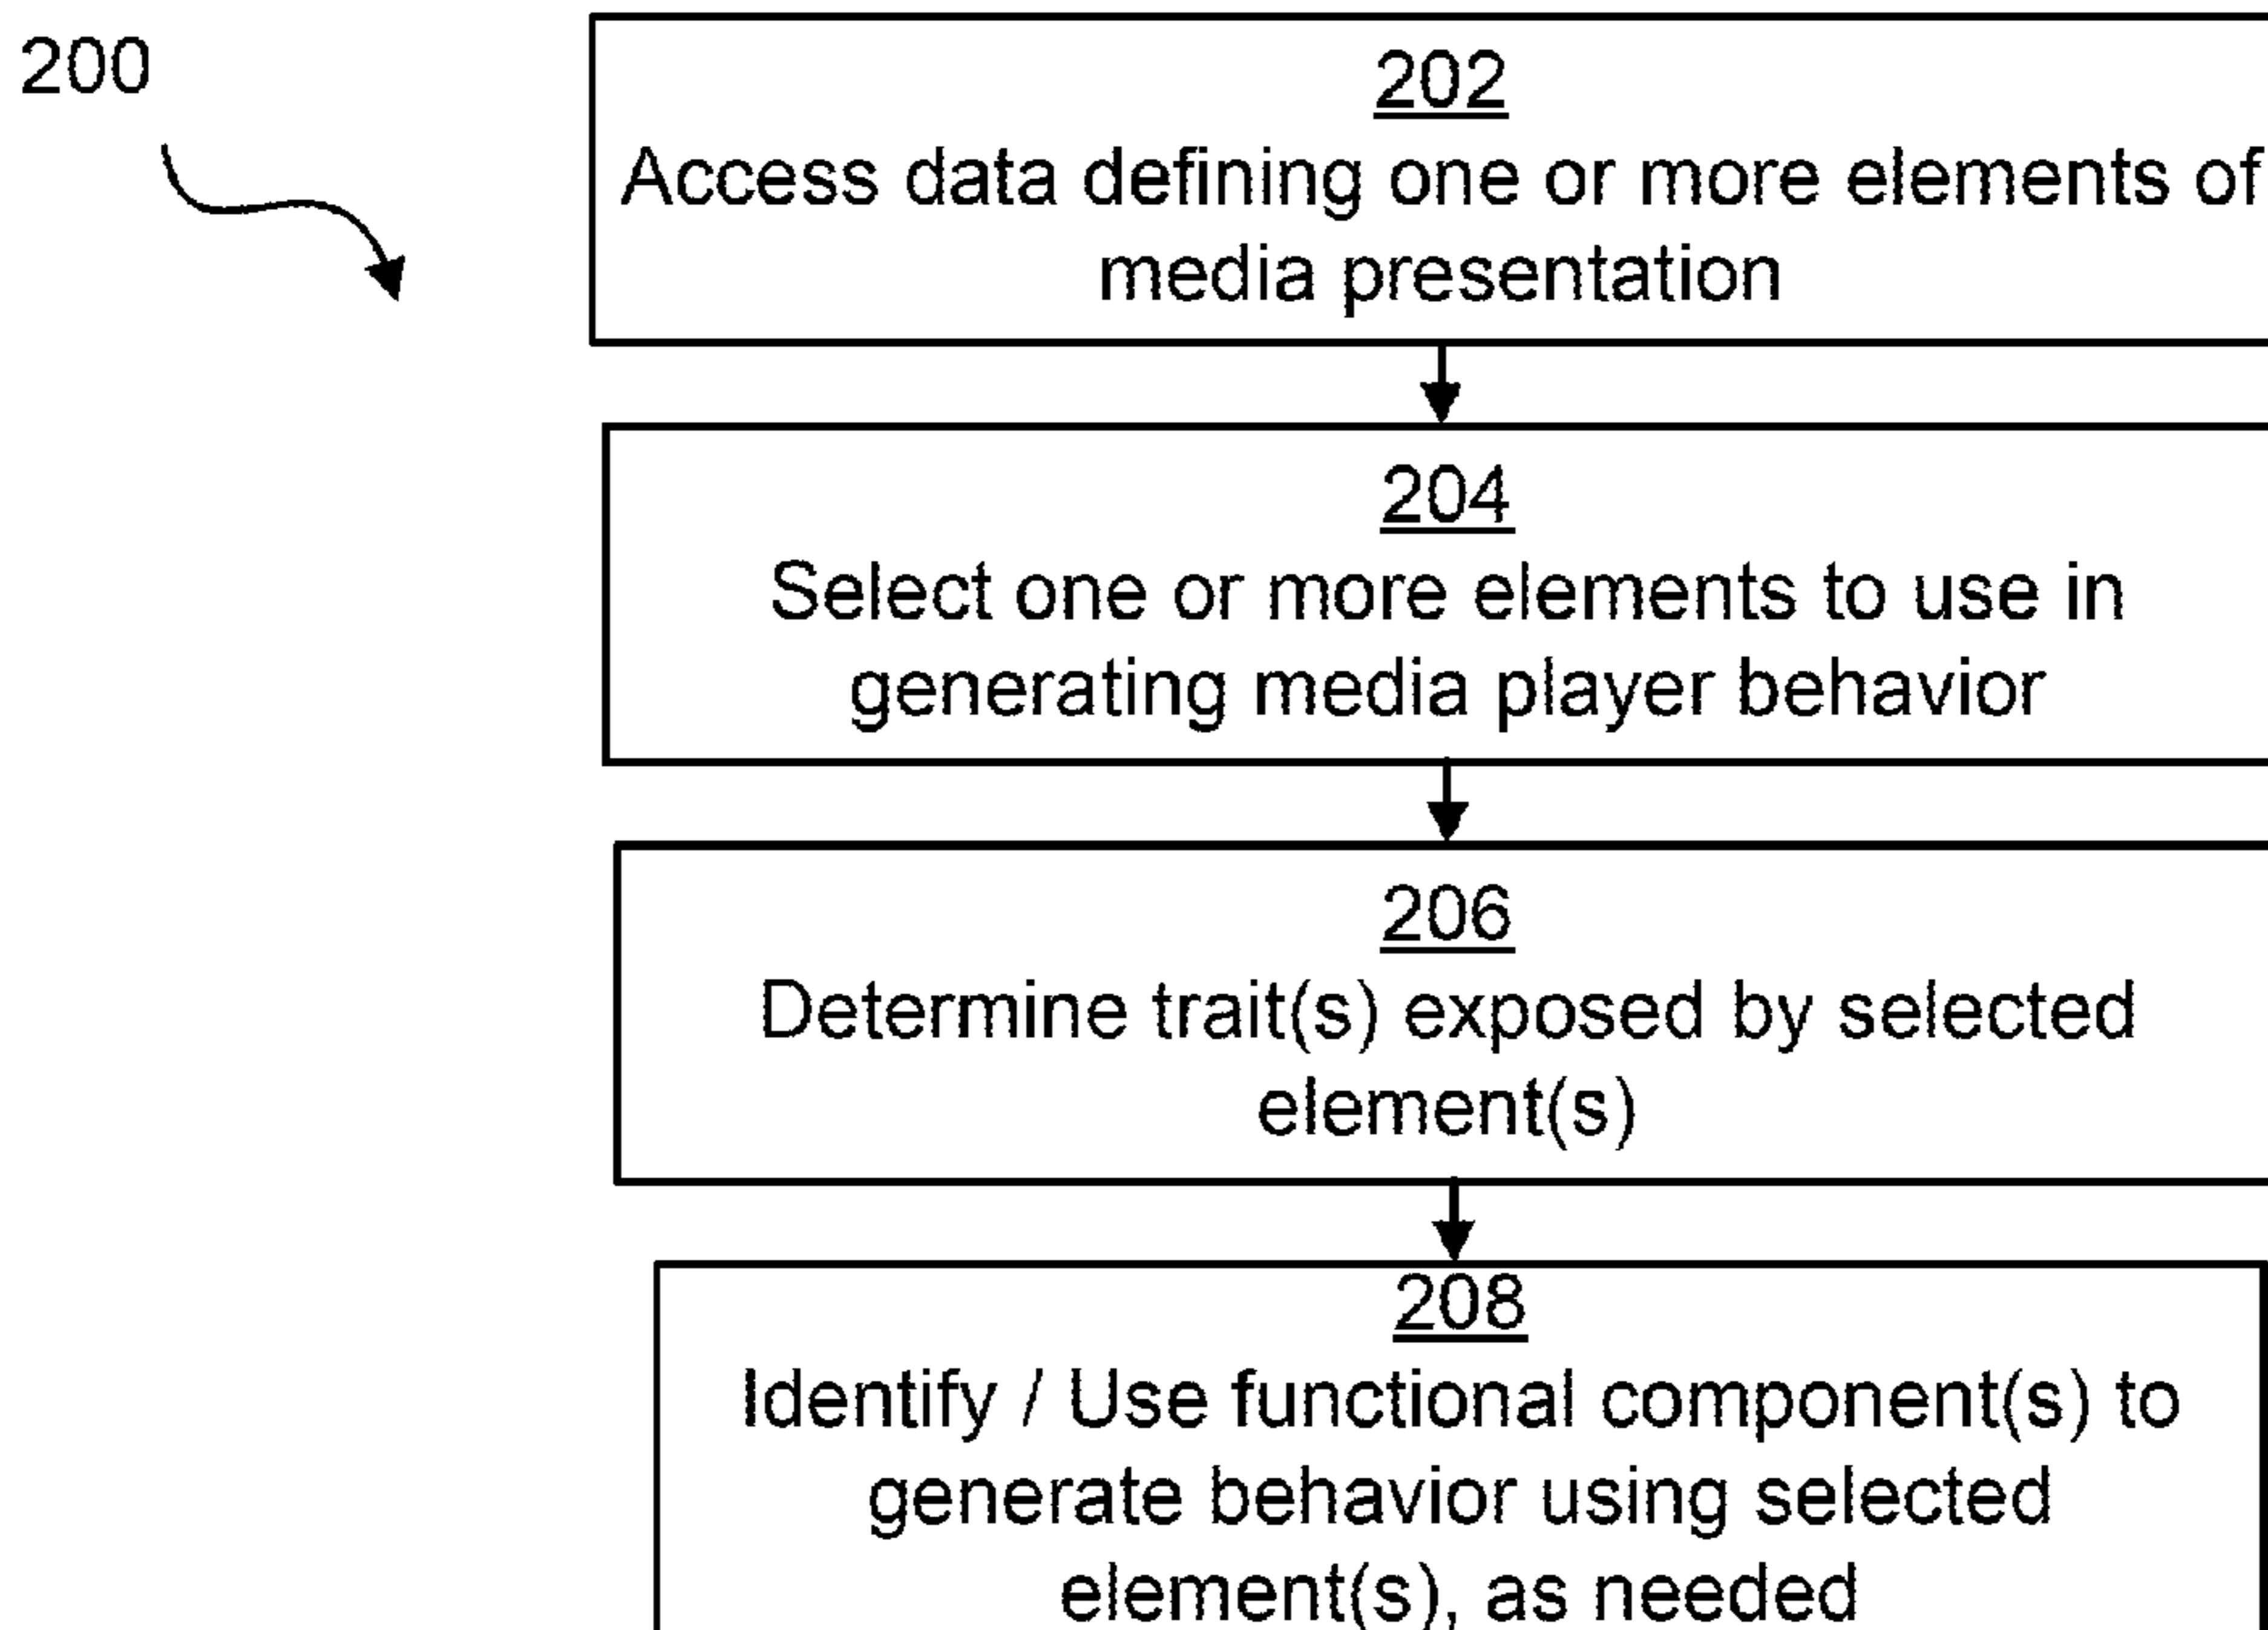 200
202
Access data defining one or more elements of
media presentation
204
Select one or more elements to use in
generating media player behavior
206
Determine trait(s) exposed by selected
element(s)
208
Identify / Use functional component(s) to
generate behavior using selected
element(s), as needed